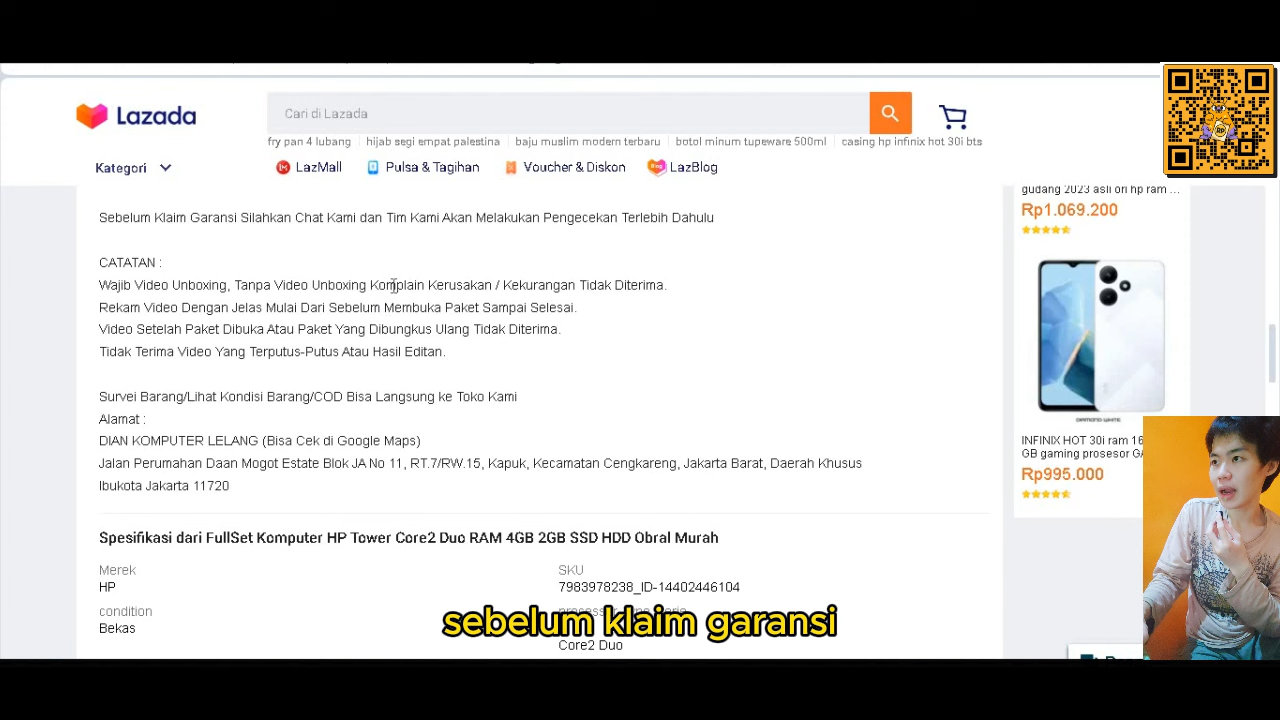 Lazada
Cari di Lazada
fry pan 4 lubang
hijab segi empat palestina
baju muslim modern terbaru
botol minum tupeware 500ml
casing hp infinix hot 30i bts
Kategori
LazMall
Pulsa & Tagihan
Voucher & Diskon
LazBlog
Sebelum Klaim Garansi Silahkan Chat Kami dan Tim Kami Akan Melakukan Pengecekan Terlebih Dahulu
CATATAN :
Wajib Video Unboxing, Tanpa Video Unboxing Komplain Kerusakan / Kekurangan Tidak Diterima.
Rekam Video Dengan Jelas Mulai Dari Sebelum Membuka Paket Sampai Selesai.
Video Setelah Paket Dibuka Atau Paket Yang Dibungkus Ulang Tidak Diterima.
Tidak Terima Video Yang Terputus-Putus Atau Hasil Editan.
Survei Barang/Lihat Kondisi Barang/COD Bisa Langsung ke Toko Kami
Alamat :
DIAN KOMPUTER LELANG (Bisa Cek di Google Maps)
Jalan Perumahan Daan Mogot Estate Blok JA No 11, RT.7/RW.15, Kapuk, Kecamatan Cengkareng, Jakarta Barat, Daerah Khusus
Ibukota Jakarta 11720
Spesifikasi dari FullSet Komputer HP Tower Core2 Duo RAM 4GB 2GB SSD HDD Obral Murah
Merek
HP
SKU
7983978238_ID-14402446104
condition
Bekas
Core2 Duo
gudang 2023 asli ori hp ram ...
Rp1.069.200
INFINIX HOT 30i ram 16
GB gaming prosesor
Rp995.000
sebelum klaim garansi